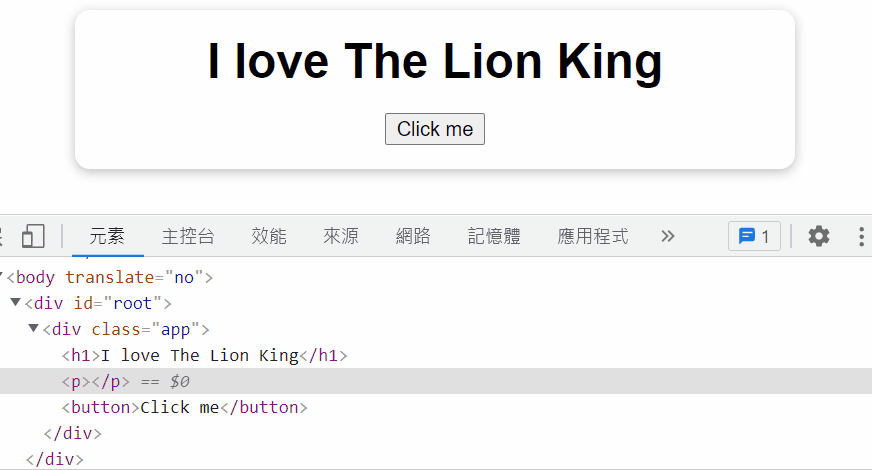 I love The Lion King
Click me
元素 主控台 效能 來源 網路 記憶體 應用程式 » 1
<body translate="no">
<div id="root">
<div class="app">
<h1>I love The Lion King</h1>
<p></p> == $0
<button>Click me</button>
</div>
</div>